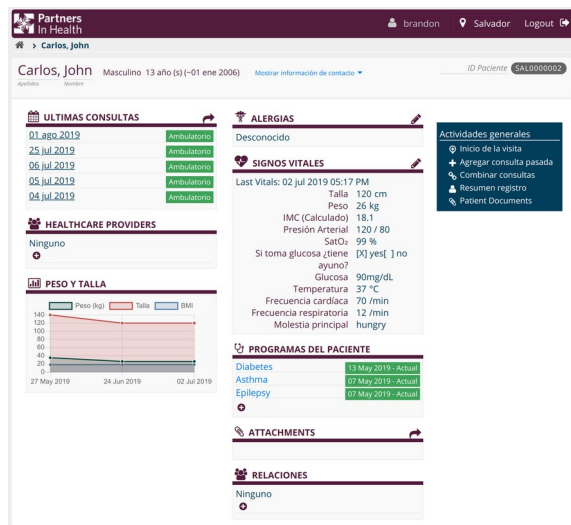 Partners
In Health
brandon
Salvador
Logout
> Carlos, John
Carlos, John
Apellidos
Nombre
Masculino 13 año (s) (~01 ene 2006)
Mostrar información de contacto
ID Paciente SAL0000002
ULTIMAS CONSULTAS
01 ago 2019 Ambulatorio
25 jul 2019 Ambulatorio
06 jul 2019 Ambulatorio
05 jul 2019 Ambulatorio
04 jul 2019 Ambulatorio
HEALTHCARE PROVIDERS
Ninguno
PESO Y TALLA
Peso (kg) Talla BMI
140
120
100
80
60
40
20
0
27 May 2019 24 Jun 2019 02 Jul 2019
ALERGIAS
Desconocido
SIGNOS VITALES
Last Vitals: 02 jul 2019 05:17 PM
Talla 120 cm
Peso 26 kg
IMC (Calculado) 18.1
Presión Arterial 120 / 80
SatO₂ 99 %
Si toma glucosa ¿tiene [X] yes[ ] no
ayuno?
Glucosa 90mg/dL
Temperatura 37 °C
Frecuencia cardíaca 70 /min
Frecuencia respiratoria 12 /min
Molestia principal hungry
PROGRAMAS DEL PACIENTE
Diabetes 13 May 2019 - Actual
Asthma 07 May 2019 - Actual
Epilepsy 07 May 2019 - Actual
ATTACHMENTS
RELACIONES
Ninguno
Actividades generales
Inicio de la visita
Agregar consulta pasada
Combinar consultas
Resumen registro
Patient Documents